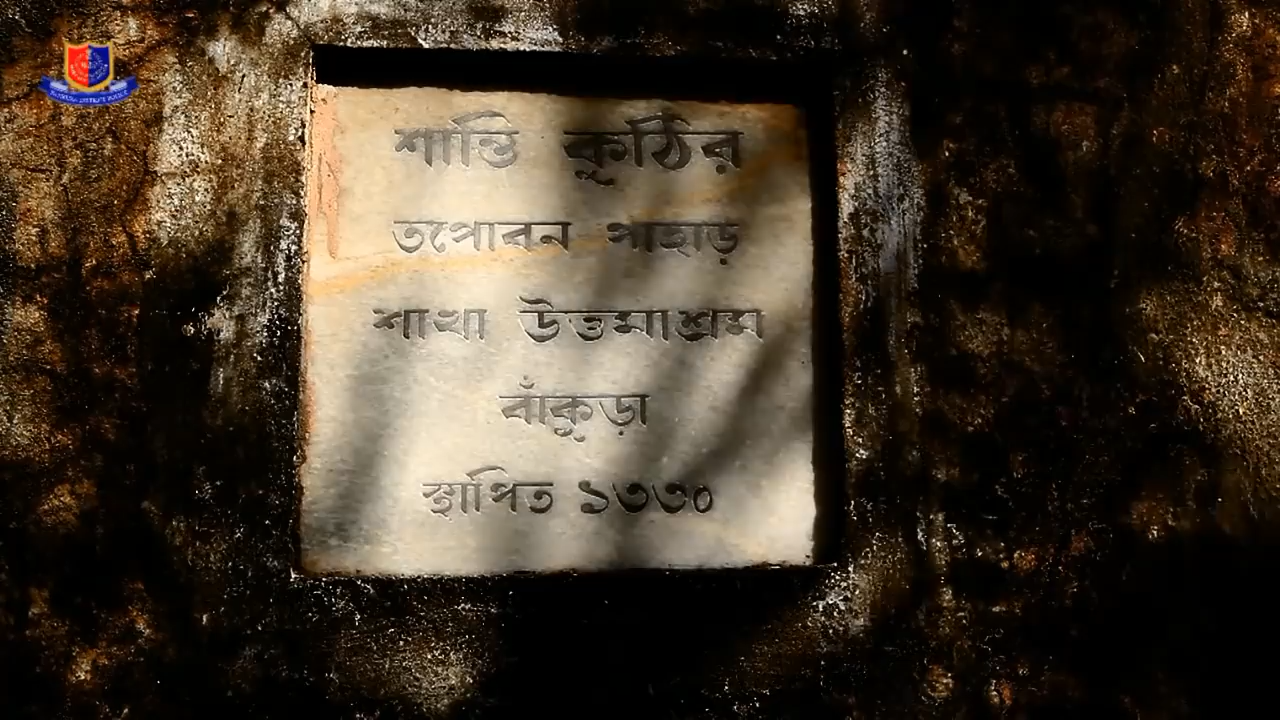 শান্তি কুঠির
তপোবন পাহাড়
শাখা উত্তমাশ্রম
বাঁকুড়া
স্থাপিত ১৩৩০